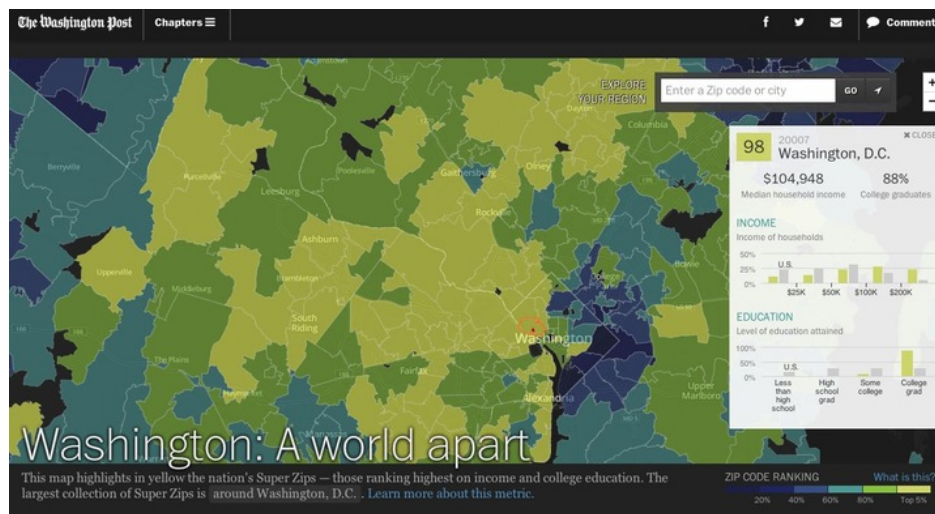 The Washington Post
Chapters
Comment
EXPLORE
YOUR REGION
Enter a Zip code or city
GO
+
−
Dayton
Columbia
Berryville
Purcellville
Leesburg
Poolesville
Gaithersburg
Olney
Rockville
Ashburn
Upperville
Brambleton
Middleburg
College
Bowie
South
Riding
Washington
The Plains
Fairfax
Alexandria
Upper
Marlboro
Manassas
✖ CLOSE
98
20007
Washington, D.C.
$104,948
88%
Median household income
College graduates
INCOME
Income of households
50%
25%
0%
U.S.
$25K $50K $100K $200K
EDUCATION
Level of education attained
100%
50%
0%
U.S.
Less
than
high
school
High
school
grad
Some
college
College
grad
Washington: A world apart
This map highlights in yellow the nation's Super Zips — those ranking highest on income and college education. The
largest collection of Super Zips is around Washington, D.C. . Learn more about this metric.
ZIP CODE RANKING
What is this?
20% 40% 60% 80% Top 5%